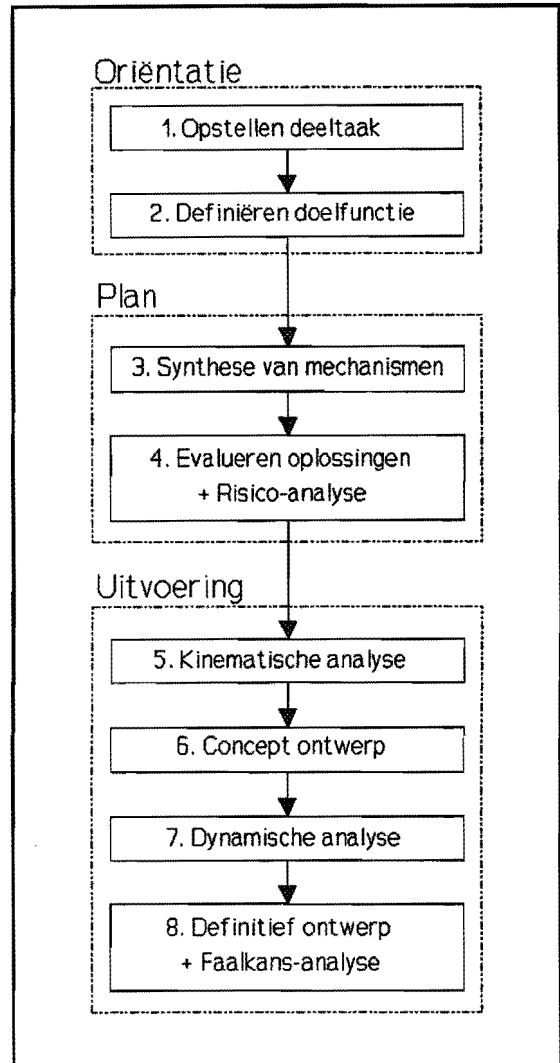 Oriëntatie
1. Opstellen deeltaak
2. Definiëren doelfunctie
Plan
3. Synthese van mechanismen
4. Evalueren oplossingen
+ Risico-analyse
Uitvoering
5. Kinematische analyse
6. Concept ontwerp
7. Dynamische analyse
8. Definitief ontwerp
+ Faalkans-analyse